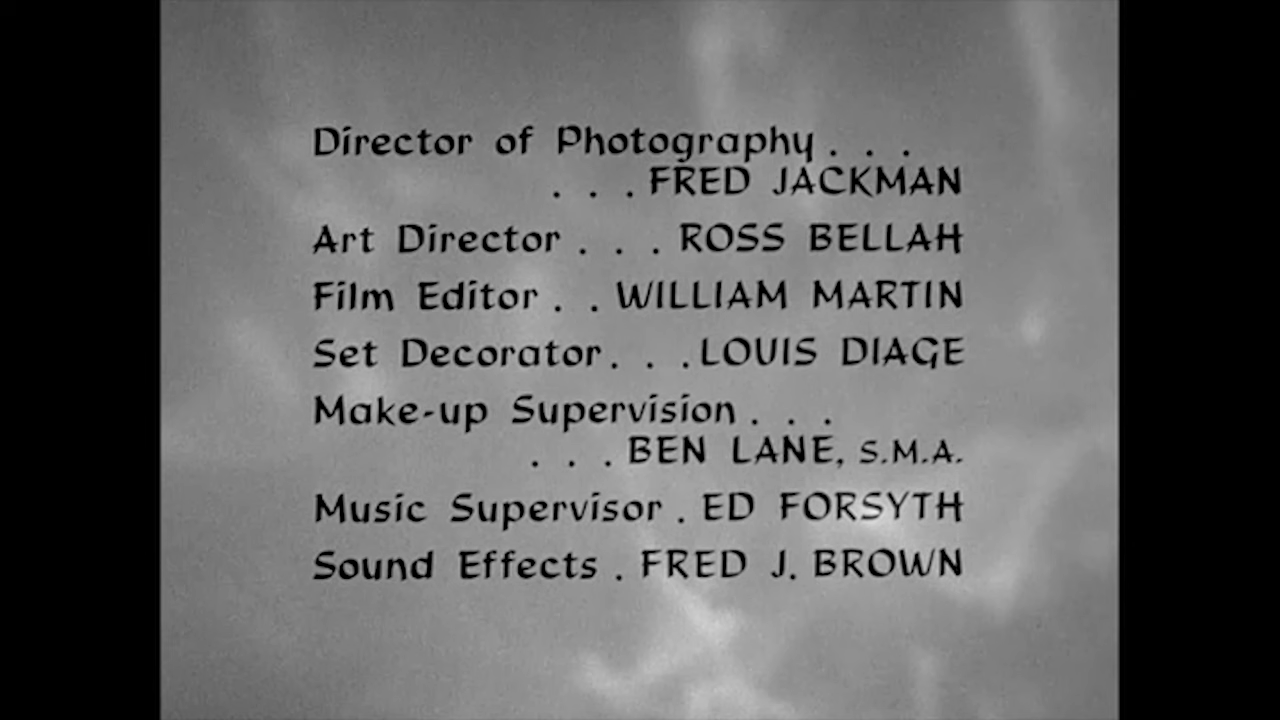 Director of Photography . . .
. . . FRED JACKMAN
Art Director . . . ROSS BELLAH
Film Editor . . WILLIAM MARTIN
Set Decorator. . . LOUIS DIAGE
Make-up Supervision . . .
. . . BEN LANE, S.M.A.
Music Supervisor . ED FORSYTH
Sound Effects . FRED J. BROWN